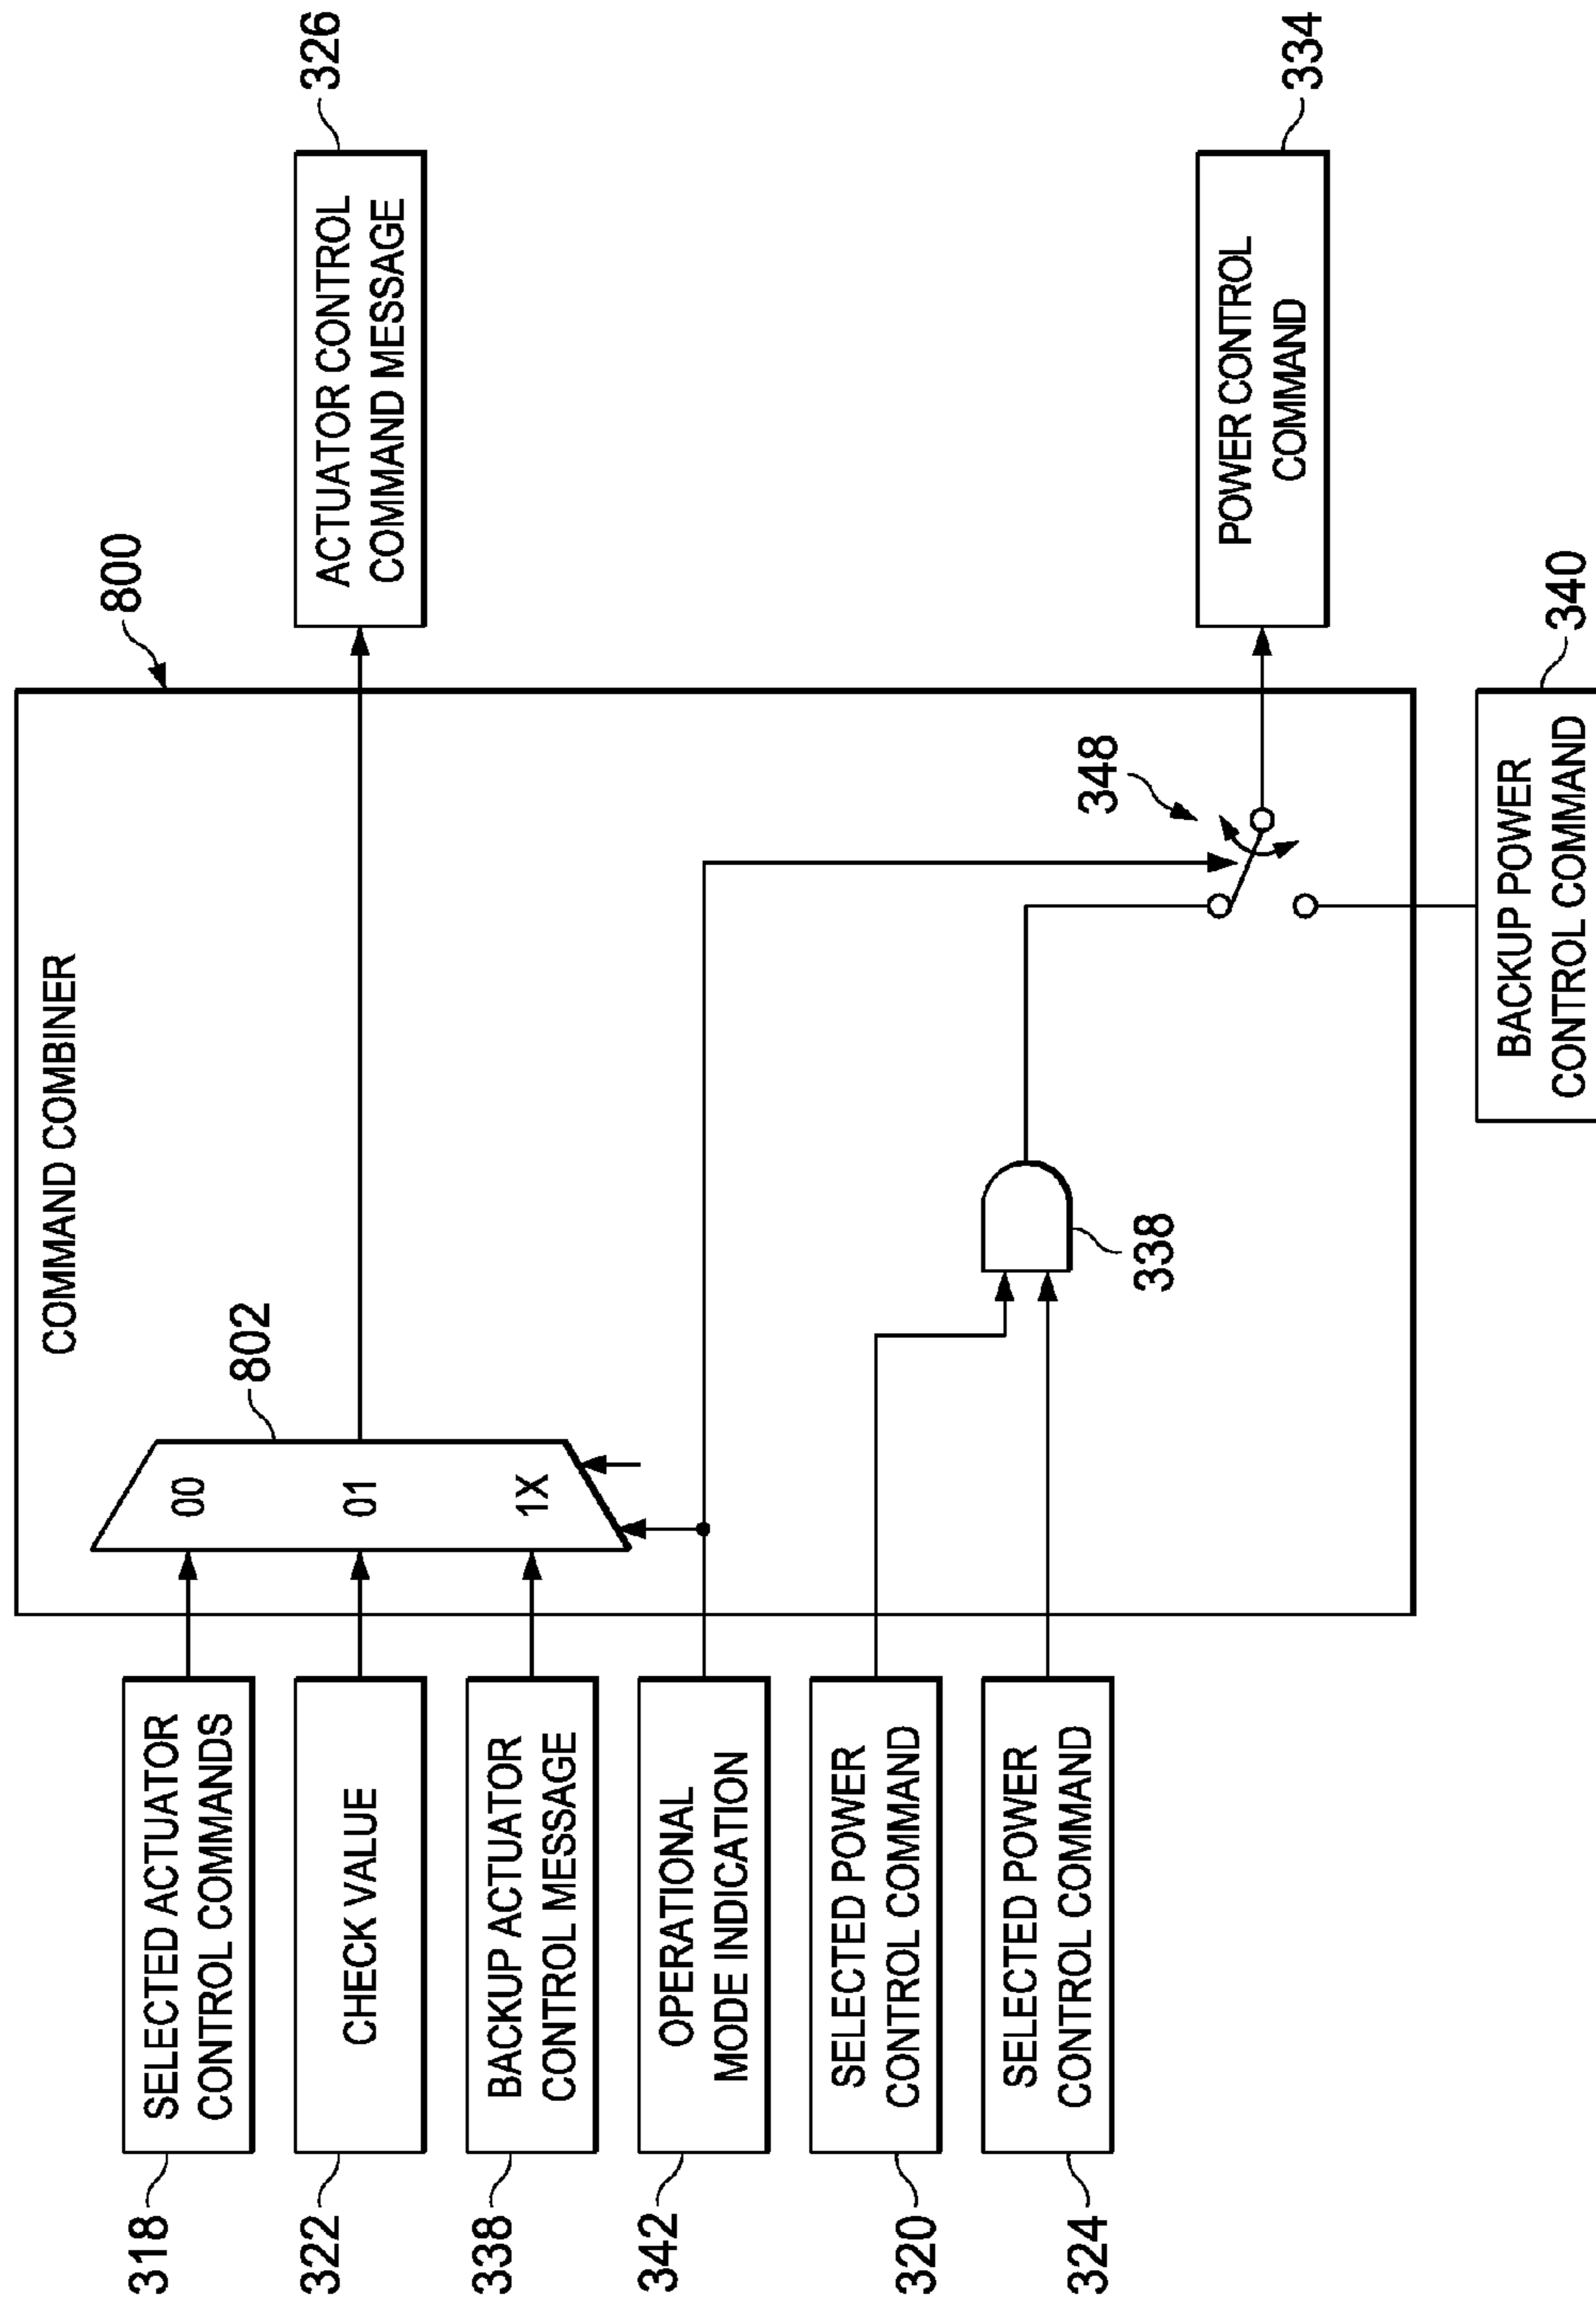 COMMAND COMBINER
800
802
318
SELECTED ACTUATOR
CONTROL COMMANDS
00
322
CHECK VALUE
01
338
BACKUP ACTUATOR
CONTROL MESSAGE
1X
342
OPERATIONAL
MODE INDICATION
320
SELECTED POWER
CONTROL COMMAND
324
SELECTED POWER
CONTROL COMMAND
338
348
326
ACTUATOR CONTROL
COMMAND MESSAGE
334
POWER CONTROL
COMMAND
340
BACKUP POWER
CONTROL COMMAND